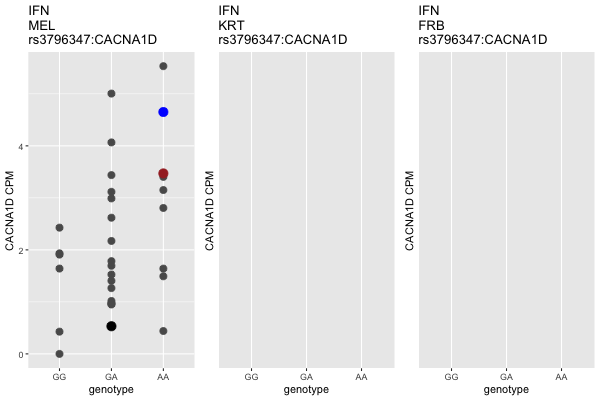 IFN
MEL
rs3796347:CACNA1D
IFN
KRT
rs3796347:CACNA1D
IFN
FRB
rs3796347:CACNA1D
CACNA1D CPM
4
2
0
GG GA AA
genotype
CACNA1D CPM
GG GA AA
genotype
CACNA1D CPM
GG GA AA
genotype